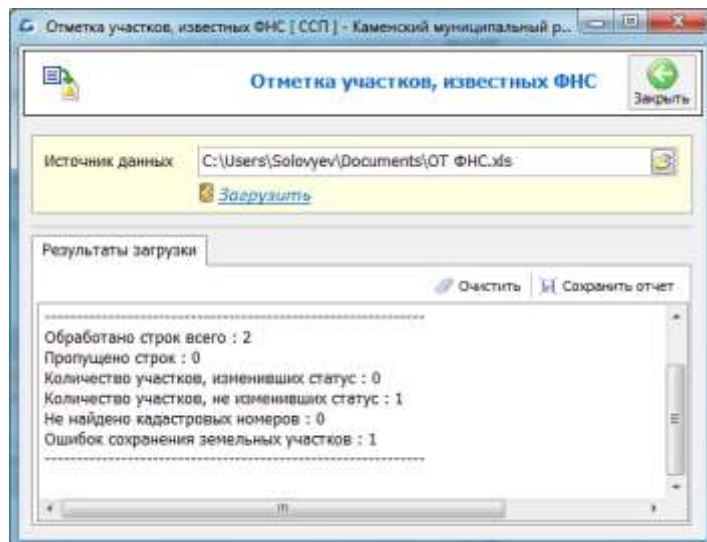 Отметка участков, известных ФНС [ ССП ] - Каменский муниципальный р...
Отметка участков, известных ФНС
Закрыть
Источник данных
C:\Users\Solovyev\Documents\ОТ ФНС.xls
Загрузить
Результаты загрузки
Очистить
Сохранить отчет
------------------------------------------------------------
Обработано строк всего : 2
Пропущено строк : 0
Количество участков, изменивших статус : 0
Количество участков, не изменивших статус : 1
Не найдено кадастровых номеров : 0
Ошибок сохранения земельных участков : 1
------------------------------------------------------------